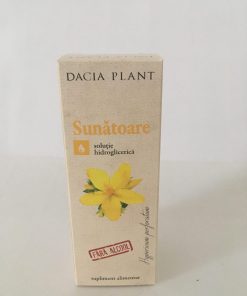 DACIA PLANT
Sunătoare
soluție
hidroglicerică
FĂRĂ ALCOOL
Hypericum perforatum
supliment alimentar